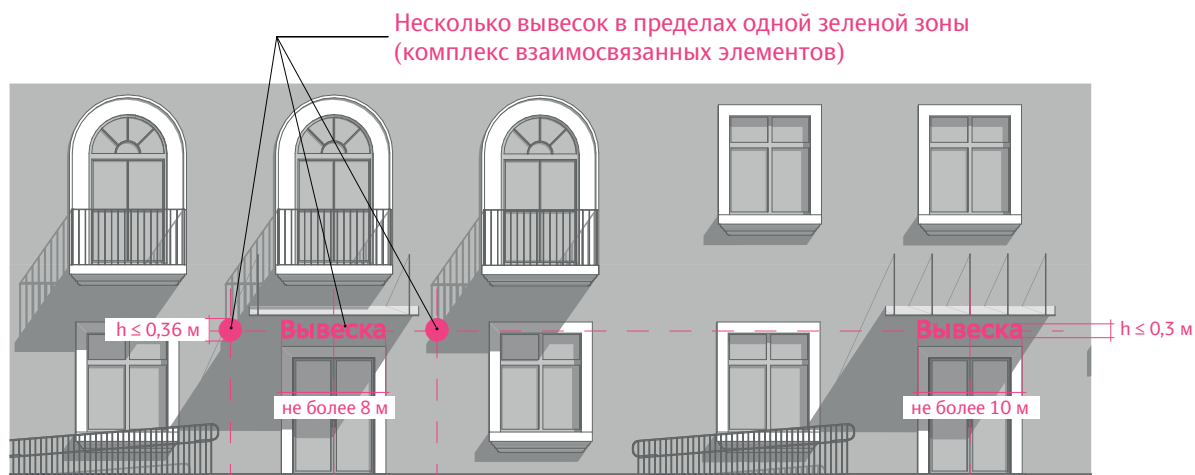 Несколько вывесок в пределах одной зеленой зоны
(комплекс взаимосвязанных элементов)
h ≤ 0,36 м
Вывеска
Вывеска
h ≤ 0,3 м
не более 8 м
не более 10 м